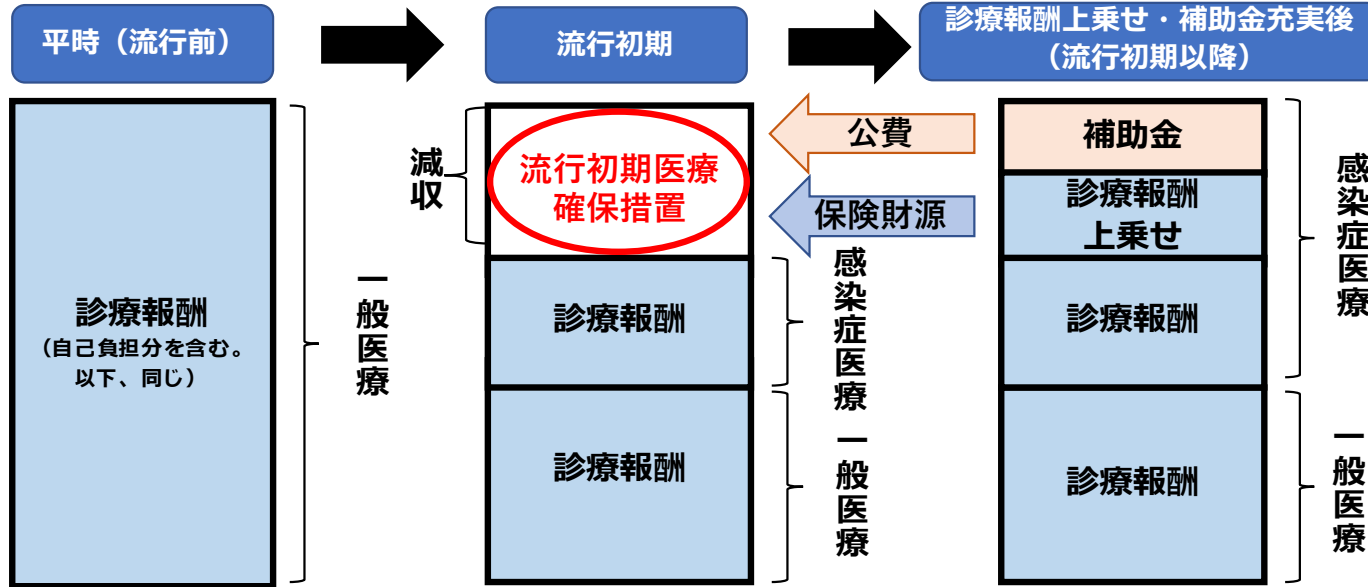 平時（流行前）
流行初期
診療報酬上乗せ・補助金充実後
（流行初期以降）
診療報酬
（自己負担分を含む。
以下、同じ）
一般医療
減収
流行初期医療
確保措置
診療報酬
診療報酬
感染症医療
一般医療
公費
保険財源
補助金
診療報酬
上乗せ
診療報酬
診療報酬
感染症医療
一般医療